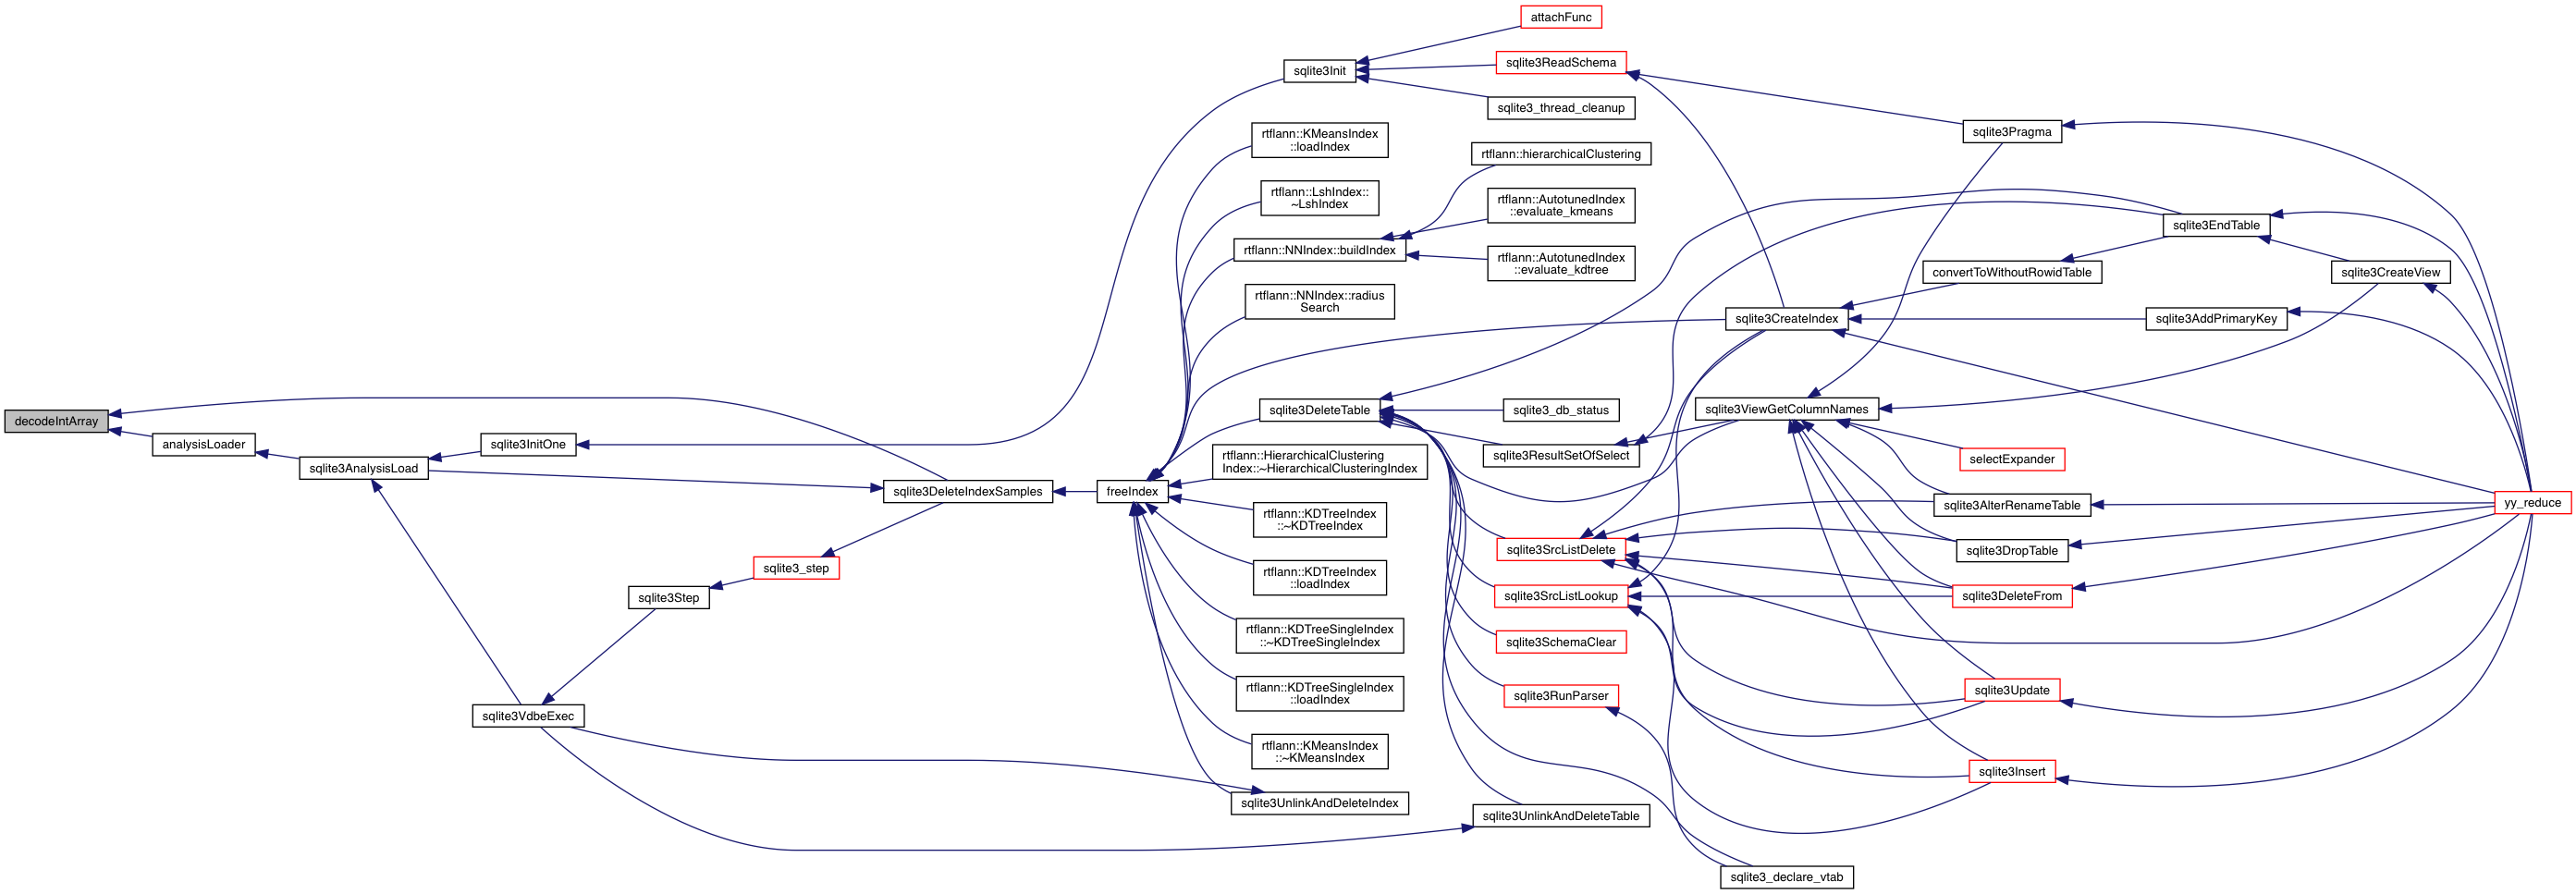 decodeIntArray
analysisLoader
sqlite3AnalysisLoad
sqlite3InitOne
sqlite3VdbeExec
sqlite3Step
sqlite3_step
sqlite3DeleteIndexSamples
freeIndex
sqlite3Init
rtflann::KMeansIndex
::loadIndex
rtflann::LshIndex::
~LshIndex
rtflann::NNIndex::buildIndex
rtflann::NNIndex::radius
Search
sqlite3DeleteTable
rtflann::HierarchicalClustering
Index::~HierarchicalClusteringIndex
rtflann::KDTreeIndex
::~KDTreeIndex
rtflann::KDTreeIndex
::loadIndex
rtflann::KDTreeSingleIndex
::~KDTreeSingleIndex
rtflann::KDTreeSingleIndex
::loadIndex
rtflann::KMeansIndex
::~KMeansIndex
sqlite3UnlinkAndDeleteIndex
attachFunc
sqlite3ReadSchema
sqlite3_thread_cleanup
rtflann::hierarchicalClustering
rtflann::AutotunedIndex
::evaluate_kmeans
rtflann::AutotunedIndex
::evaluate_kdtree
sqlite3_db_status
sqlite3ResultSetOfSelect
sqlite3SrcListDelete
sqlite3SrcListLookup
sqlite3SchemaClear
sqlite3RunParser
sqlite3UnlinkAndDeleteTable
sqlite3CreateIndex
sqlite3ViewGetColumnNames
sqlite3_declare_vtab
sqlite3Pragma
convertToWithoutRowidTable
selectExpander
sqlite3AlterRenameTable
sqlite3DropTable
sqlite3DeleteFrom
sqlite3Update
sqlite3Insert
sqlite3EndTable
sqlite3AddPrimaryKey
sqlite3CreateView
yy_reduce